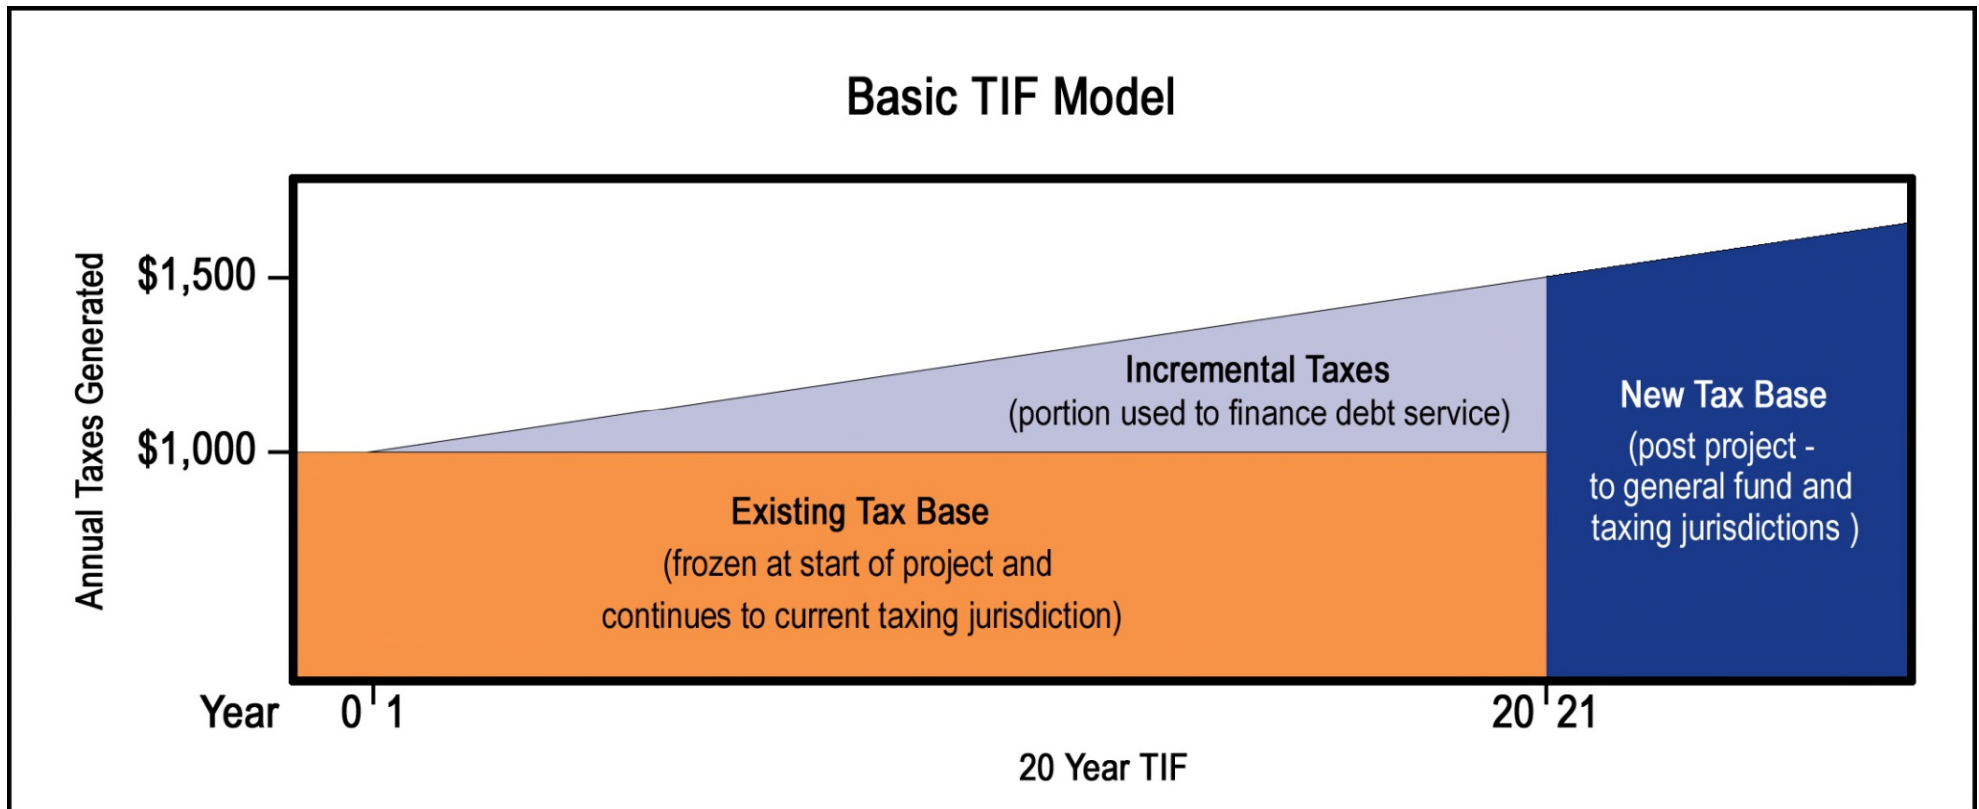 Basic TIF Model
Annual Taxes Generated
$1,500
$1,000
Incremental Taxes
(portion used to finance debt service)
Existing Tax Base
(frozen at start of project and
continues to current taxing jurisdiction)
New Tax Base
(post project -
to general fund and
taxing jurisdictions )
Year 0 1 20 21
20 Year TIF